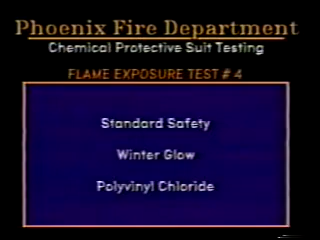 Phoenix Fire Department
Chemical Protective Suit Testing
FLAME EXPOSURE TEST # 4
Standard Safety
Winter Glow
Polyvinyl Chloride